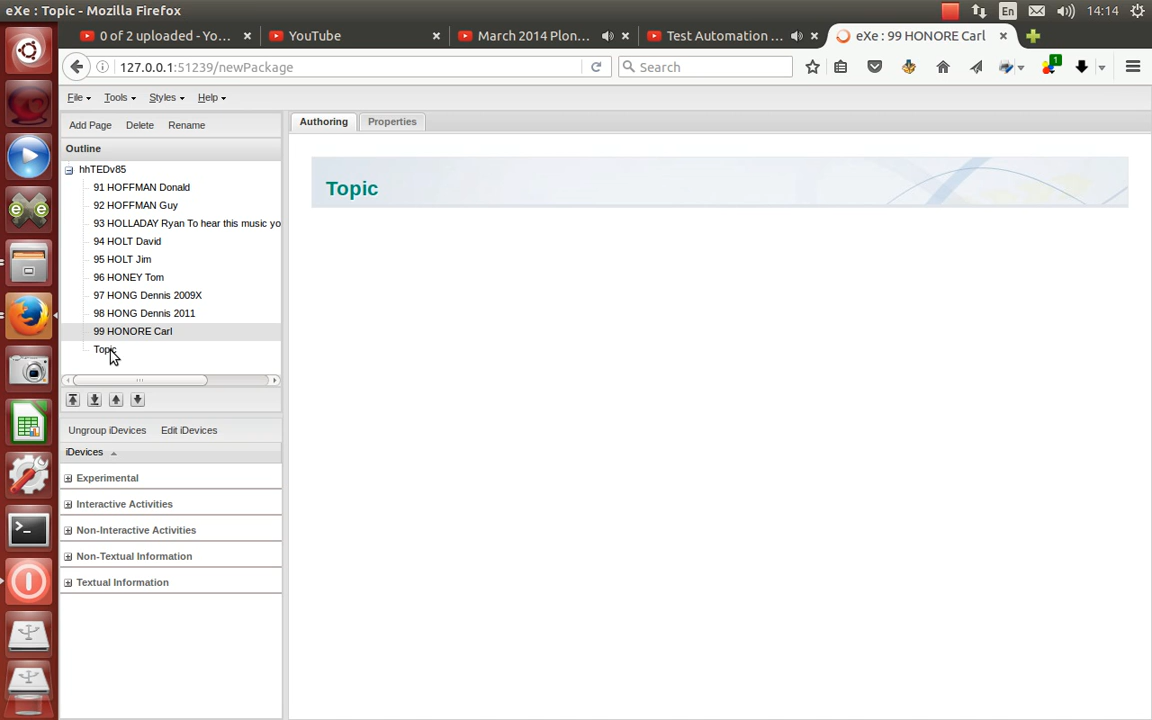 eXe : Topic - Mozilla Firefox
En
14:14
0 of 2 uploaded - Yo...
YouTube
March 2014 Plon...
Test Automation ...
eXe : 99 HONORE Carl
127.0.0.1:51239/newPackage
Search
1
File
Tools
Styles
Help
Add Page
Delete
Rename
Authoring
Properties
Outline
hhTEDv85
91 HOFFMAN Donald
92 HOFFMAN Guy
93 HOLLADAY Ryan To hear this music yo
94 HOLT David
95 HOLT Jim
96 HONEY Tom
97 HONG Dennis 2009X
98 HONG Dennis 2011
99 HONORE Carl
Topic
Topic
Ungroup iDevices
Edit iDevices
iDevices
Experimental
Interactive Activities
Non-Interactive Activities
Non-Textual Information
Textual Information